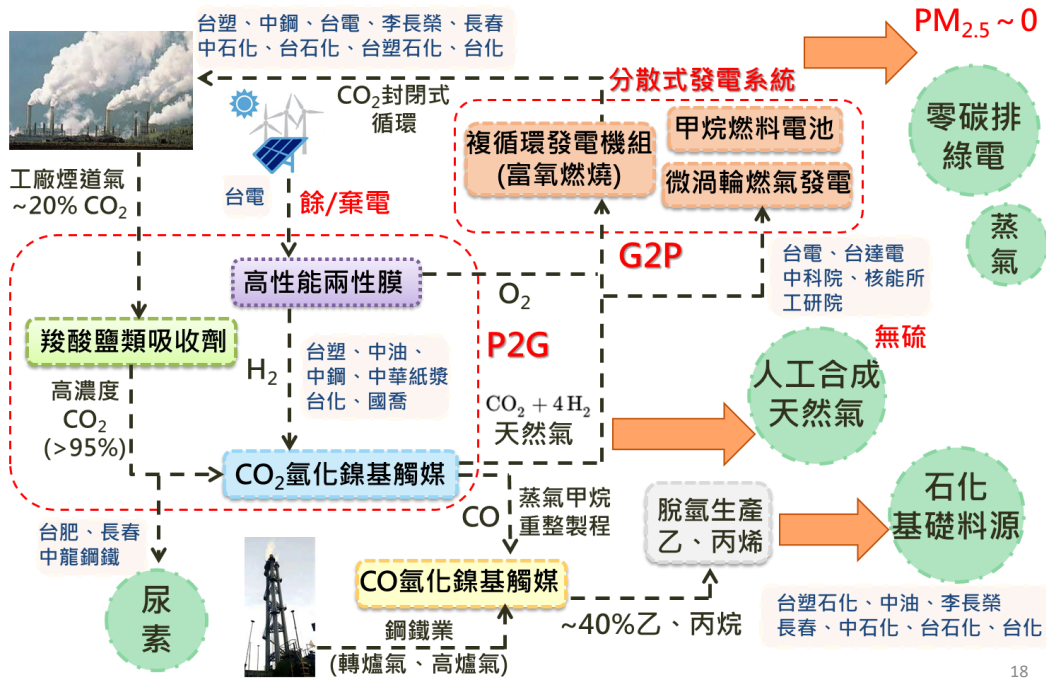 台塑、中鋼、台電、李長榮、長春
中石化、台石化、台塑石化、台化
PM2.5 ~ 0
CO2封閉式
循環
分散式發電系統
複循環發電機組
(富氧燃燒)
甲烷燃料電池
微渦輪燃氣發電
零碳排
綠電
工廠煙道氣
~20% CO2
台電
餘/棄電
蒸
氣
G2P
台電、台達電
中科院、核能所
工研院
高性能兩性膜
O2
羧酸鹽類吸收劑
H2
台塑、中油、
中鋼、中華紙漿
台化、國喬
P2G
無硫
人工合成
天然氣
高濃度
CO2
(>95%)
CO2 + 4 H2
天然氣
CO2氫化鎳基觸媒
CO
蒸氣甲烷
重整製程
脫氫生產
乙、丙烯
石化
基礎料源
台肥、長春
中龍鋼鐵
尿
素
CO氫化鎳基觸媒
~40%乙、丙烷
鋼鐵業
(轉爐氣、高爐氣)
台塑石化、中油、李長榮
長春、中石化、台石化、台化
18